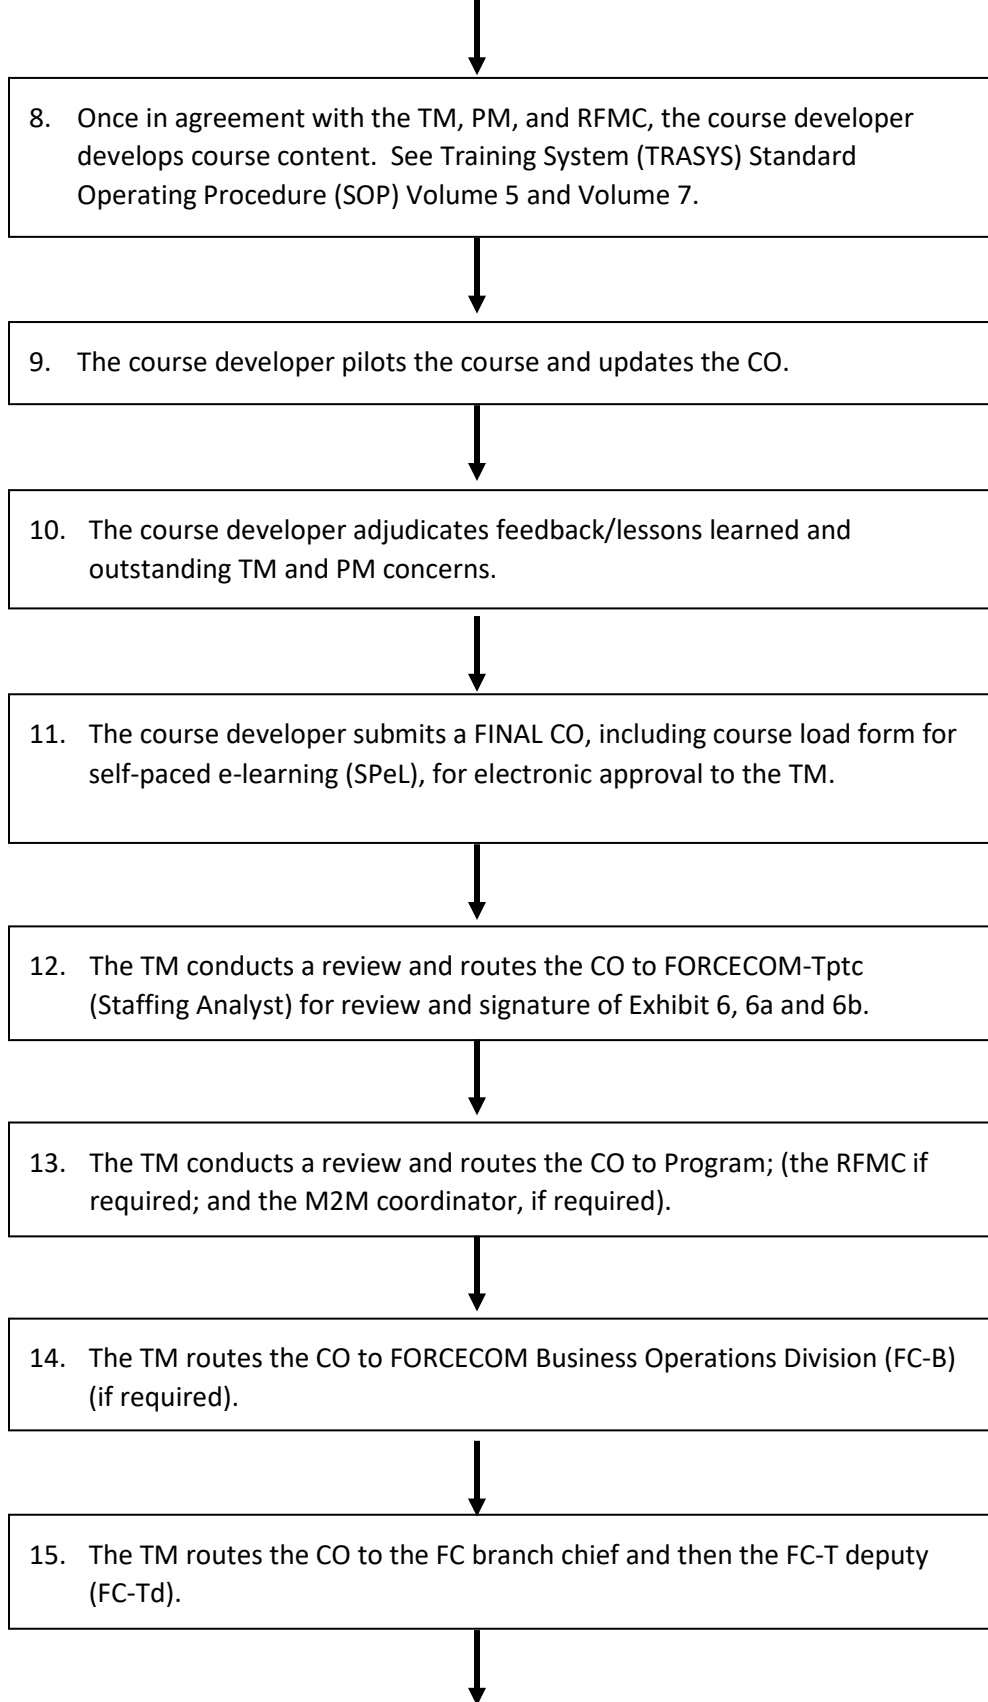 8. Once in agreement with the TM, PM, and RFMC, the course developer
develops course content. See Training System (TRASYS) Standard
Operating Procedure (SOP) Volume 5 and Volume 7.
9. The course developer pilots the course and updates the CO.
10. The course developer adjudicates feedback/lessons learned and
outstanding TM and PM concerns.
11. The course developer submits a FINAL CO, including course load form for
self-paced e-learning (SPeL), for electronic approval to the TM.
12. The TM conducts a review and routes the CO to FORCECOM-Tptc
(Staffing Analyst) for review and signature of Exhibit 6, 6a and 6b.
13. The TM conducts a review and routes the CO to Program; (the RFMC if
required; and the M2M coordinator, if required).
14. The TM routes the CO to FORCECOM Business Operations Division (FC-B)
(if required).
15. The TM routes the CO to the FC branch chief and then the FC-T deputy
(FC-Td).